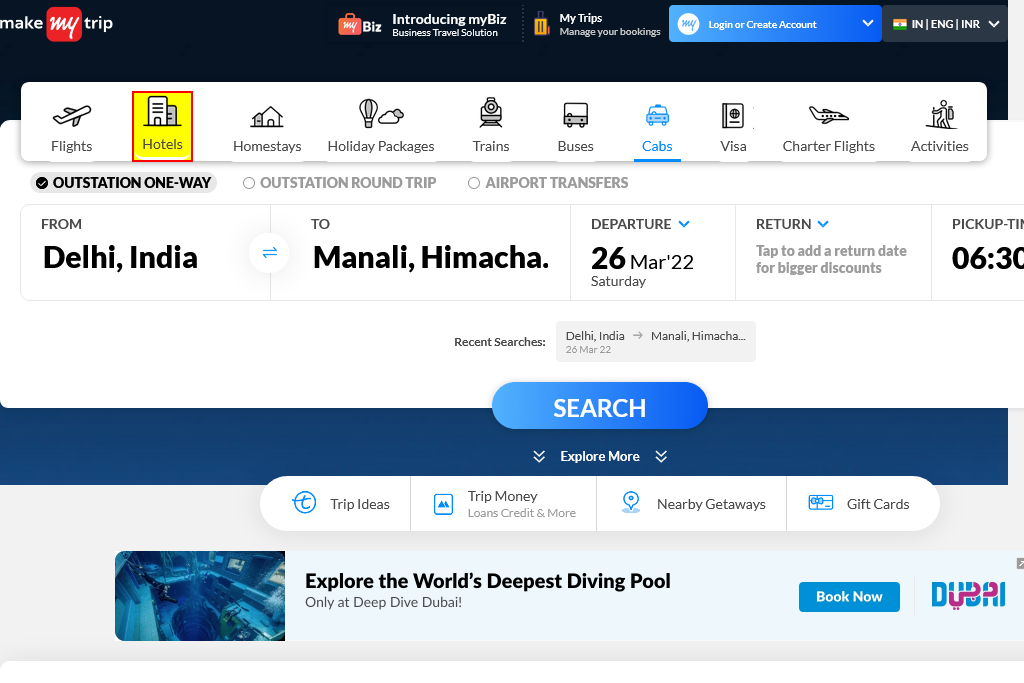 make my trip
my Biz
Introducing myBiz
Business Travel Solution
My Trips
Manage your bookings
my
Login or Create Account
IN | ENG | INR
Flights
Hotels
Homestays
Holiday Packages
Trains
Buses
Cabs
Visa
Charter Flights
Activities
OUTSTATION ONE-WAY
OUTSTATION ROUND TRIP
AIRPORT TRANSFERS
FROM
Delhi, India
TO
Manali, Himacha.
DEPARTURE
26 Mar'22
Saturday
RETURN
Tap to add a return date
for bigger discounts
PICKUP-TIM
06:30
Recent Searches:
Delhi, India → Manali, Himacha...
26 Mar 22
SEARCH
Explore More
Trip Ideas
Trip Money
Loans Credit & More
Nearby Getaways
Gift Cards
Explore the World's Deepest Diving Pool
Only at Deep Dive Dubai!
Book Now
DUBAI